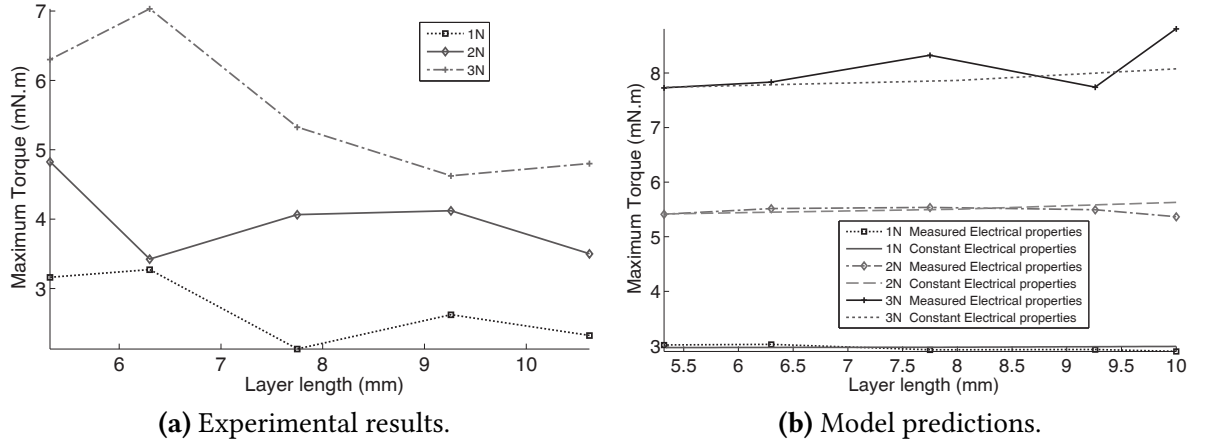 7
6
5
4
3
Maximum Torque (mN.m)
1N
2N
3N
6
7
8
9
10
Layer length (mm)
(a) Experimental results.
8
7
6
5
4
3
Maximum Torque (mN.m)
1N Measured Electrical properties
1N Constant Electrical properties
2N Measured Electrical properties
2N Constant Electrical properties
3N Measured Electrical properties
3N Constant Electrical properties
5.5
6
6.5
7
7.5
8
8.5
9
9.5
10
Layer length (mm)
(b) Model predictions.